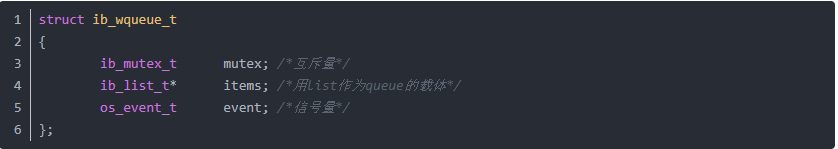 1 struct ib_wqueue_t
2 {
3 ib_mutex_t mutex; /*互斥量*/
4 ib_list_t* items; /*用list作为queue的载体*/
5 os_event_t event; /*信号量*/
6 };